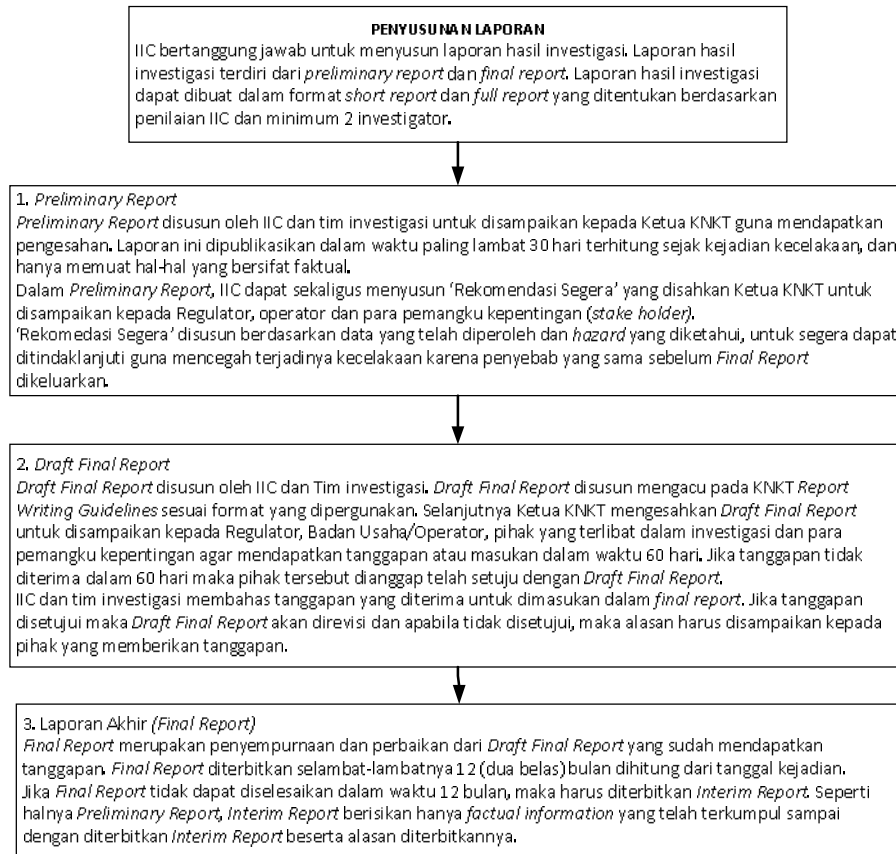 PENYUSUNAN LAPORAN
IIC bertanggung jawab untuk menyusun laporan hasil investigasi. Laporan hasil
investigasi terdiri dari preliminary report dan final report. Laporan hasil investigasi
dapat dibuat dalam format short report dan full report yang ditentukan berdasarkan
penilaian IIC dan minimum 2 investigator.
1. Preliminary Report
Preliminary Report disusun oleh IIC dan tim investigasi untuk disampaikan kepada Ketua KNKT guna mendapatkan
pengesahan. Laporan ini dipublikasikan dalam waktu paling lambat 30 hari terhitung sejak kejadian kecelakaan, dan
hanya memuat hal-hal yang bersifat faktual.
Dalam Preliminary Report, IIC dapat sekaligus menyusun ‘Rekomendasi Segera’ yang disahkan Ketua KNKT untuk
disampaikan kepada Regulator, operator dan para pemangku kepentingan (stake holder).
‘Rekomedasi Segera’ disusun berdasarkan data yang telah diperoleh dan hazard yang diketahui, untuk segera dapat
ditindaklanjuti guna mencegah terjadinya kecelakaan karena penyebab yang sama sebelum Final Report
dikeluarkan.
2. Draft Final Report
Draft Final Report disusun oleh IIC dan Tim investigasi. Draft Final Report disusun mengacu pada KNKT Report
Writing Guidelines sesuai format yang dipergunakan. Selanjutnya Ketua KNKT mengesahkan Draft Final Report
untuk disampaikan kepada Regulator, Badan Usaha/Operator, pihak yang terlibat dalam investigasi dan para
pemangku kepentingan agar mendapatkan tanggapan atau masukan dalam waktu 60 hari. Jika tanggapan tidak
diterima dalam 60 hari maka pihak tersebut dianggap telah setuju dengan Draft Final Report.
IIC dan tim investigasi membahas tanggapan yang diterima untuk dimasukan dalam final report. Jika tanggapan
disetujui maka Draft Final Report akan direvisi dan apabila tidak disetujui, maka alasan harus disampaikan kepada
pihak yang memberikan tanggapan.
3. Laporan Akhir (Final Report)
Final Report merupakan penyempurnaan dan perbaikan dari Draft Final Report yang sudah mendapatkan
tanggapan. Final Report diterbitkan selambat-lambatnya 12 (dua belas) bulan dihitung dari tanggal kejadian.
Jika Final Report tidak dapat diselesaikan dalam waktu 12 bulan, maka harus diterbitkan Interim Report. Seperti
halnya Preliminary Report, Interim Report berisikan hanya factual information yang telah terkumpul sampai
dengan diterbitkan Interim Report beserta alasan diterbitkannya.